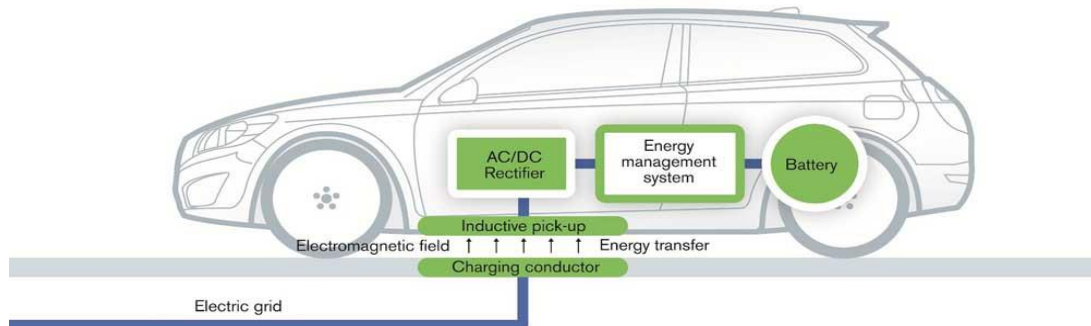 AC/DC
Rectifier
Energy
management
system
Battery
Inductive pick-up
Electromagnetic field
Energy transfer
Charging conductor
Electric grid